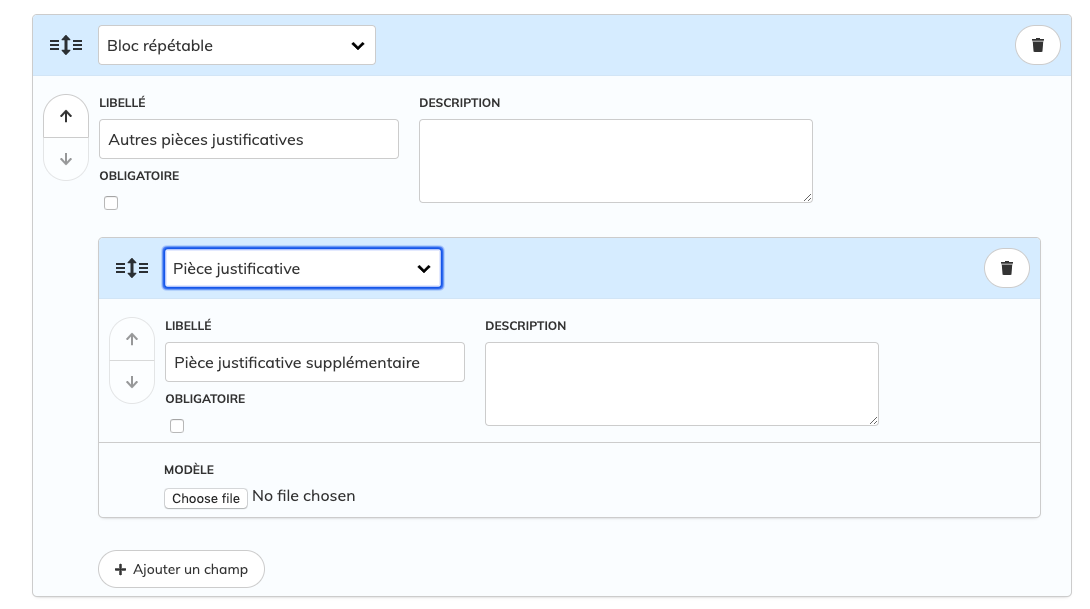 Bloc répétable
LIBELLÉ
DESCRIPTION
Autres pièces justificatives
OBLIGATOIRE
Pièce justificative
LIBELLÉ
DESCRIPTION
Pièce justificative supplémentaire
OBLIGATOIRE
MODÈLE
Choose file No file chosen
Ajouter un champ